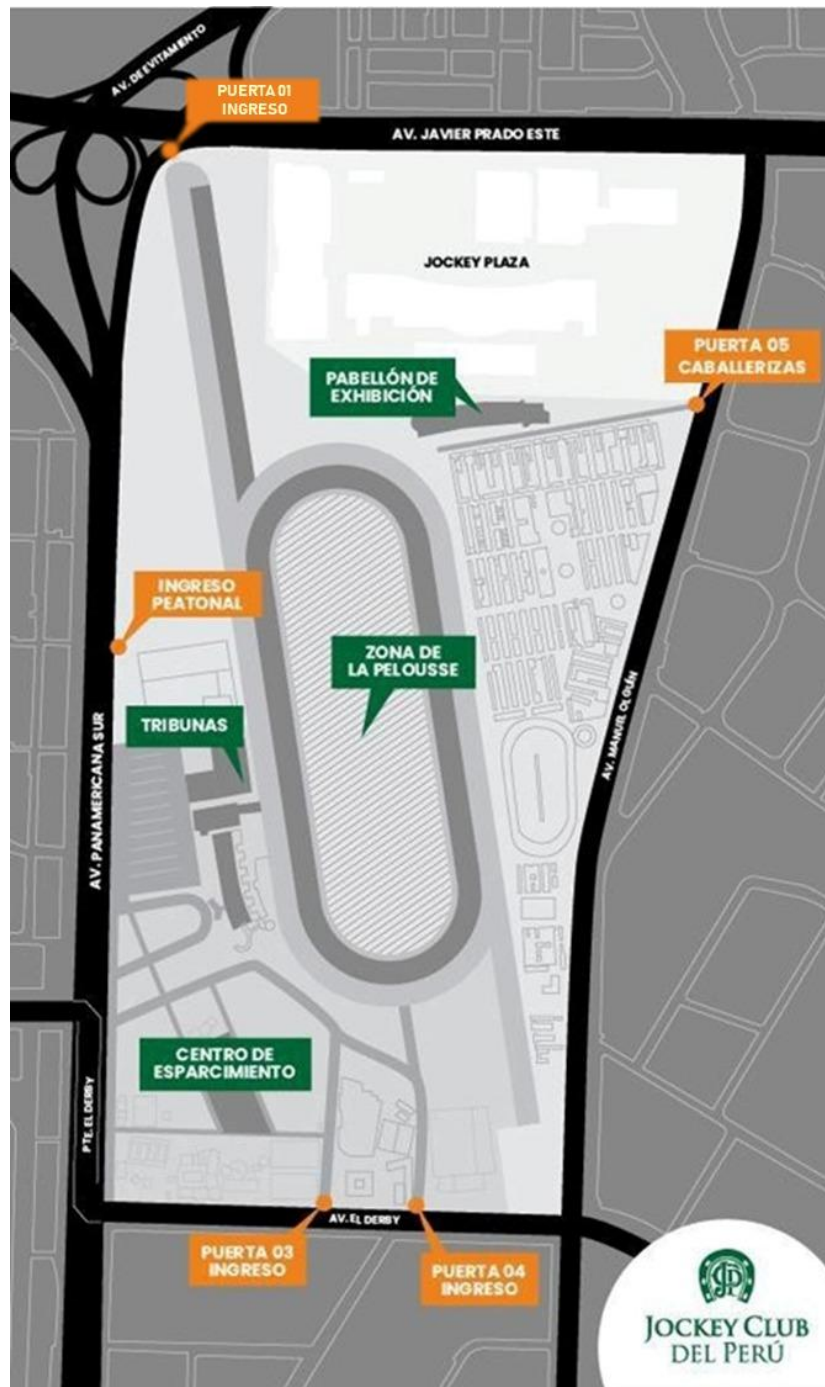 AV. DE EVITAMIENTO
PUERTA 01
INGRESO
AV. JAVIER PRADO ESTE
JOCKEY PLAZA
PUERTA 05
CABALLERIZAS
PABELLÓN DE
EXHIBICIÓN
INGRESO
PEATONAL
ZONA DE
LA PELOUSSE
TRIBUNAS
AV. MANUEL OLGUÉN
AV. PANAMERICANA SUR
CENTRO DE
ESPARCIMIENTO
PTE. EL DERBY
AV. EL DERBY
PUERTA 03
INGRESO
PUERTA 04
INGRESO
JOCKEY CLUB
DEL PERÚ